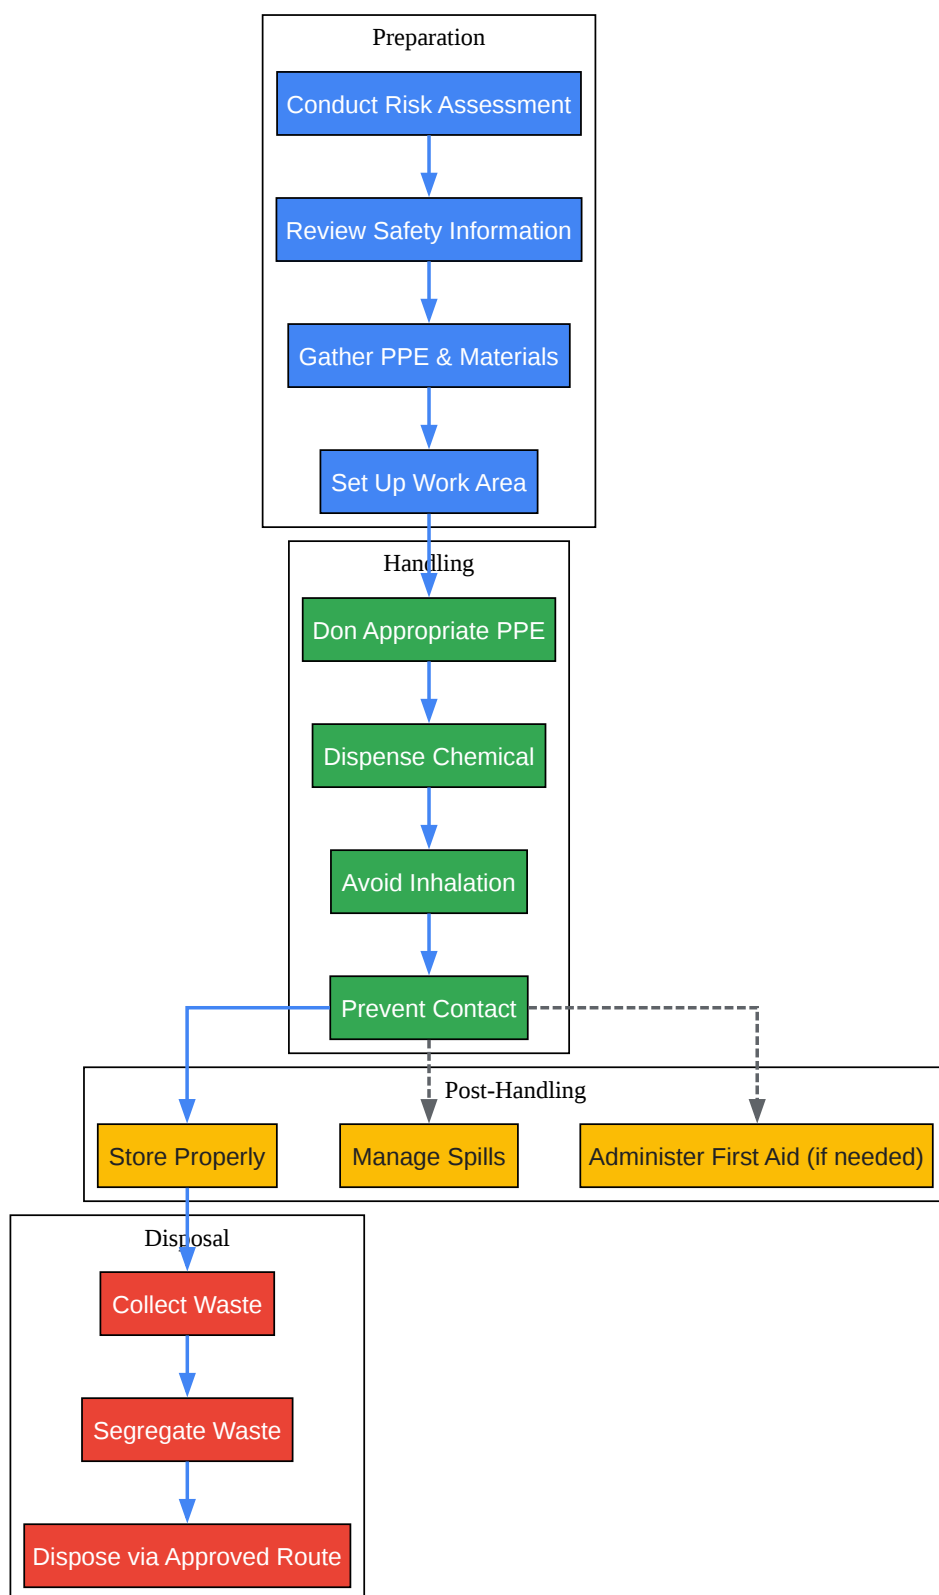 Preparation
Conduct Risk Assessment
Review Safety Information
Gather PPE & Materials
Set Up Work Area
Handling
Don Appropriate PPE
Dispense Chemical
Avoid Inhalation
Prevent Contact
Post-Handling
Store Properly
Manage Spills
Administer First Aid (if needed)
Disposal
Collect Waste
Segregate Waste
Dispose via Approved Route